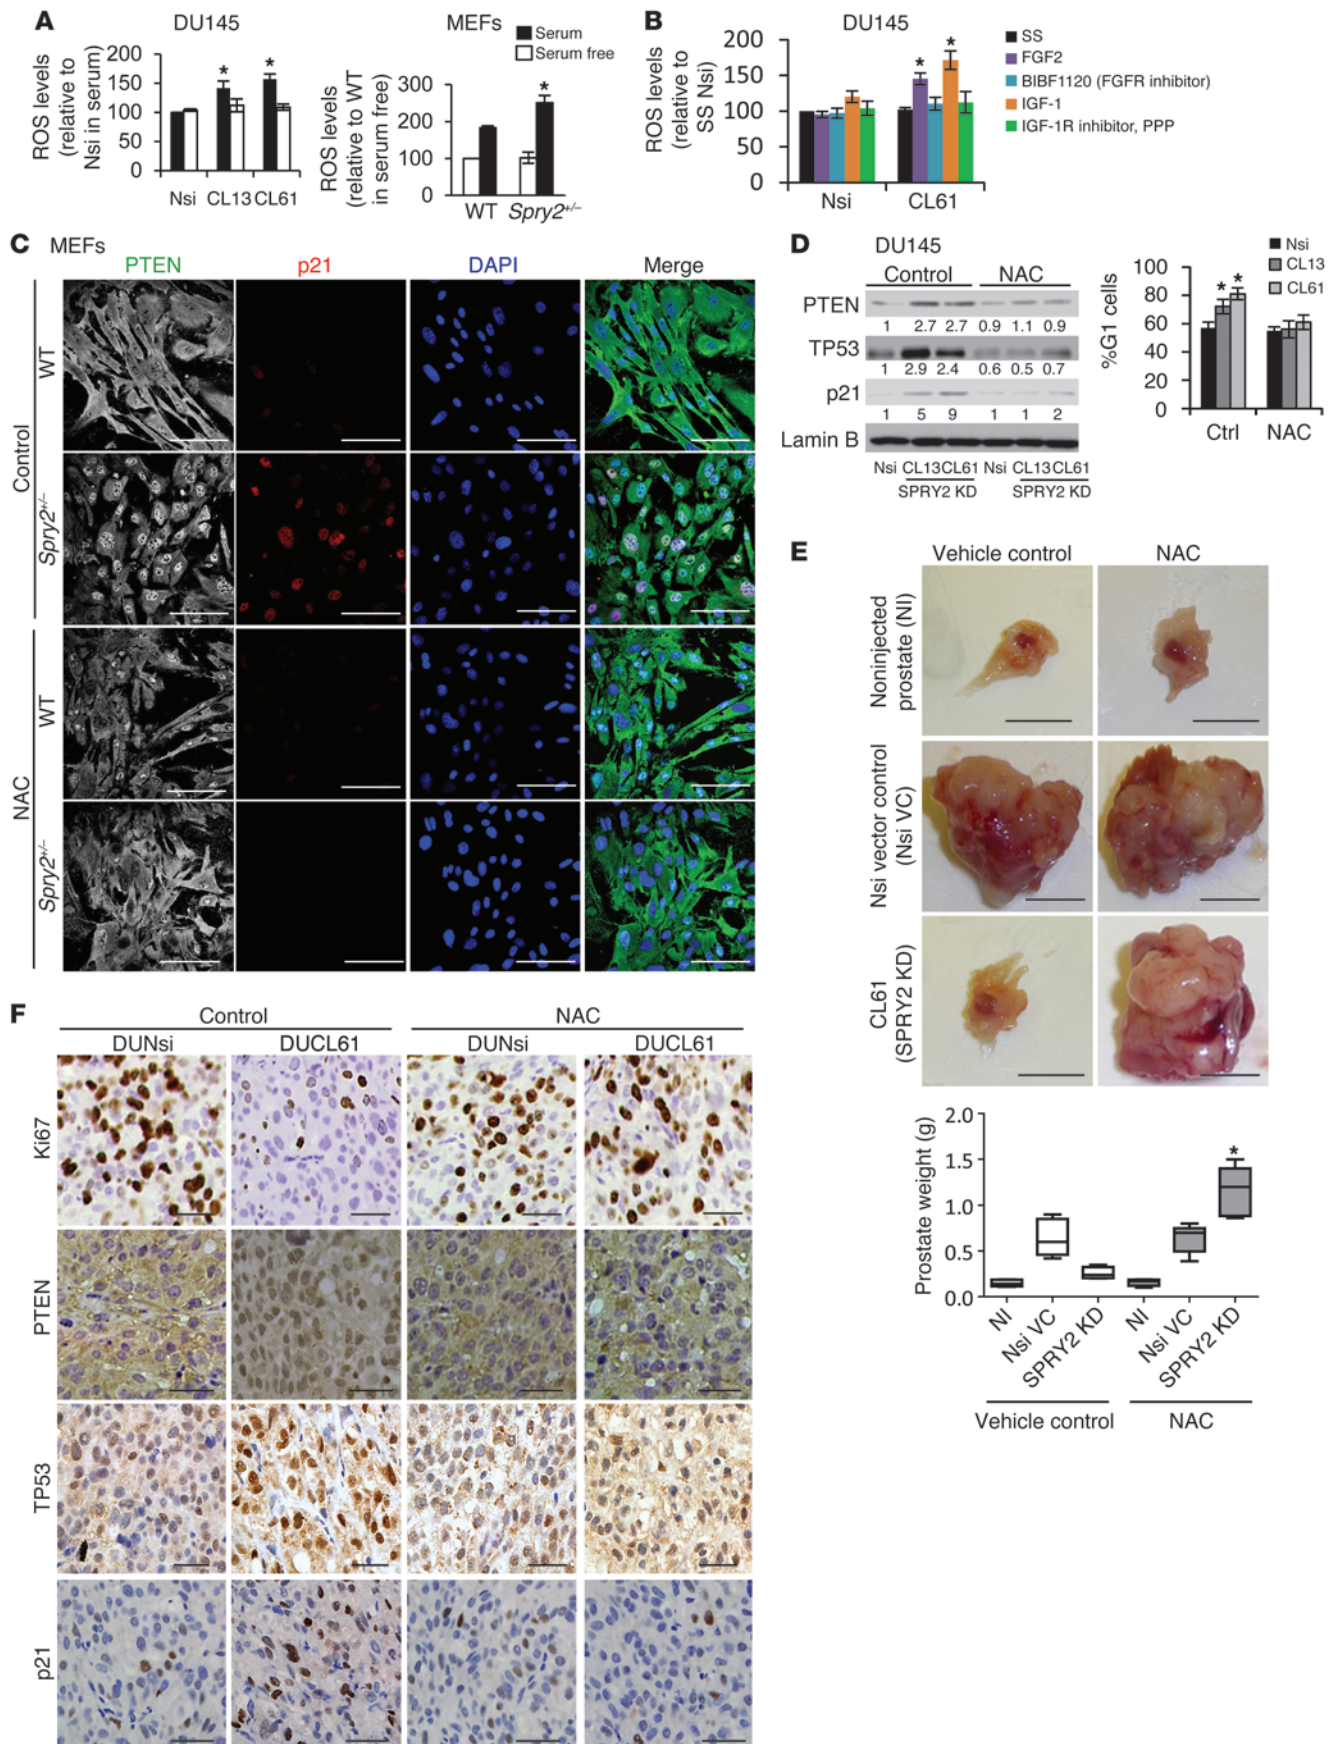 A
DU145
ROS levels
(relative to
Nsi in serum)
200
150
100
50
0
Nsi CL13 CL61
MEFs
Serum
Serum free
ROS levels
(relative to WT
in serum free)
300
200
100
0
WT Spry2+/–
*
*
*
B
DU145
ROS levels
(relative to
SS Nsi)
200
150
100
50
0
Nsi CL61
*
*
SS
FGF2
BIBF1120 (FGFR inhibitor)
IGF-1
IGF-1R inhibitor, PPP
C
MEFs
PTEN p21 DAPI Merge
Control
WT
Spry2+/–
NAC
WT
Spry2+/–
D
DU145
Control NAC
PTEN
1 2.7 2.7 0.9 1.1 0.9
TP53
1 2.9 2.4 0.6 0.5 0.7
p21
1 5 9 1 1 2
Lamin B
Nsi CL13CL61 Nsi CL13CL61
SPRY2 KD SPRY2 KD
Nsi
CL13
CL61
%G1 cells
100
80
60
40
20
0
* *
Ctrl NAC
E
Vehicle control NAC
Noninjected
prostate (NI)
Nsi vector control
(Nsi VC)
CL61
(SPRY2 KD)
Prostate weight (g)
2.0
1.5
1.0
0.5
0.0
*
NI
Nsi VC
SPRY2 KD
NI
Nsi VC
SPRY2 KD
Vehicle control NAC
F
Control NAC
DUNsi DUCL61 DUNsi DUCL61
Ki67
PTEN
TP53
p21